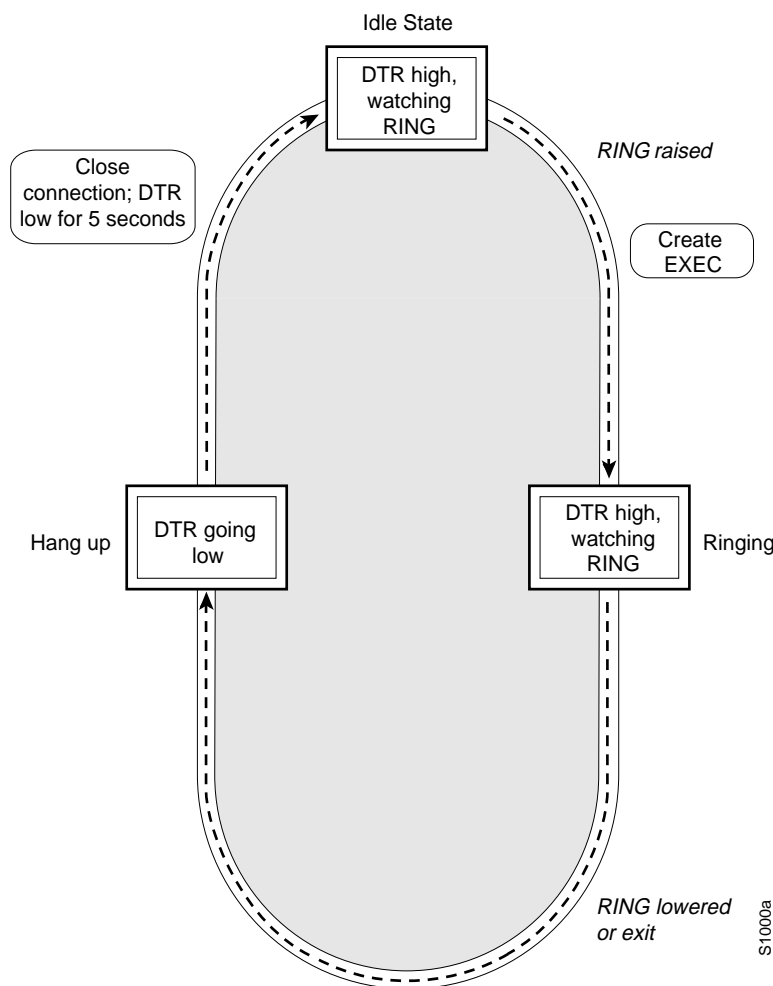 Idle State
DTR high,
watching
RING
RING raised
Close
connection; DTR
low for 5 seconds
Create
EXEC
Hang up
DTR going
low
DTR high,
watching
RING
Ringing
RING lowered
or exit
S1000a